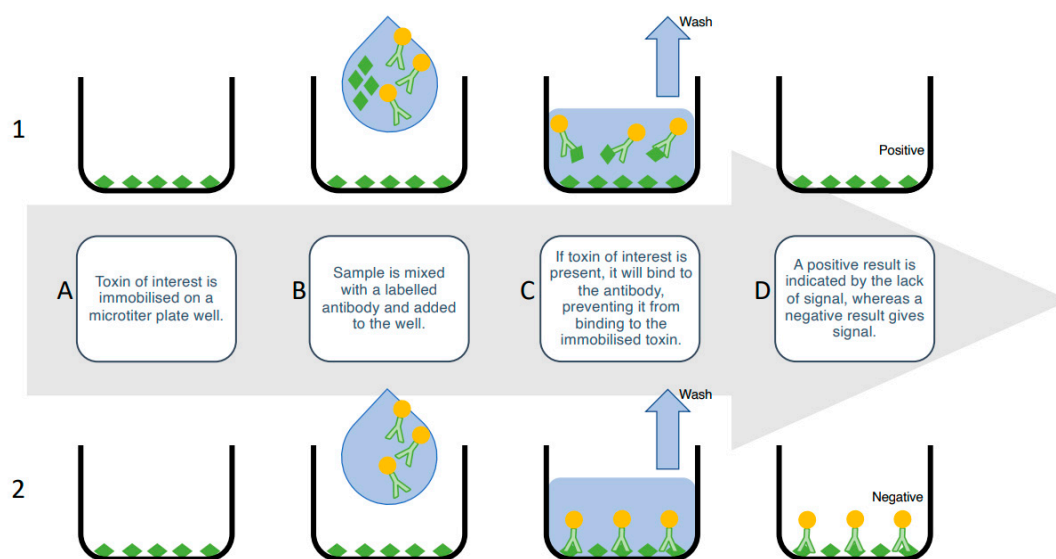 Wash
1
Positive
A
Toxin of interest is
immobilised on a
microtiter plate well.
B
Sample is mixed
with a labelled
antibody and added
to the well.
C
If toxin of interest is
present, it will bind to
the antibody,
preventing it from
binding to the
immobilised toxin.
D
A positive result is
indicated by the lack
of signal, whereas a
negative result gives
signal.
Wash
2
Negative